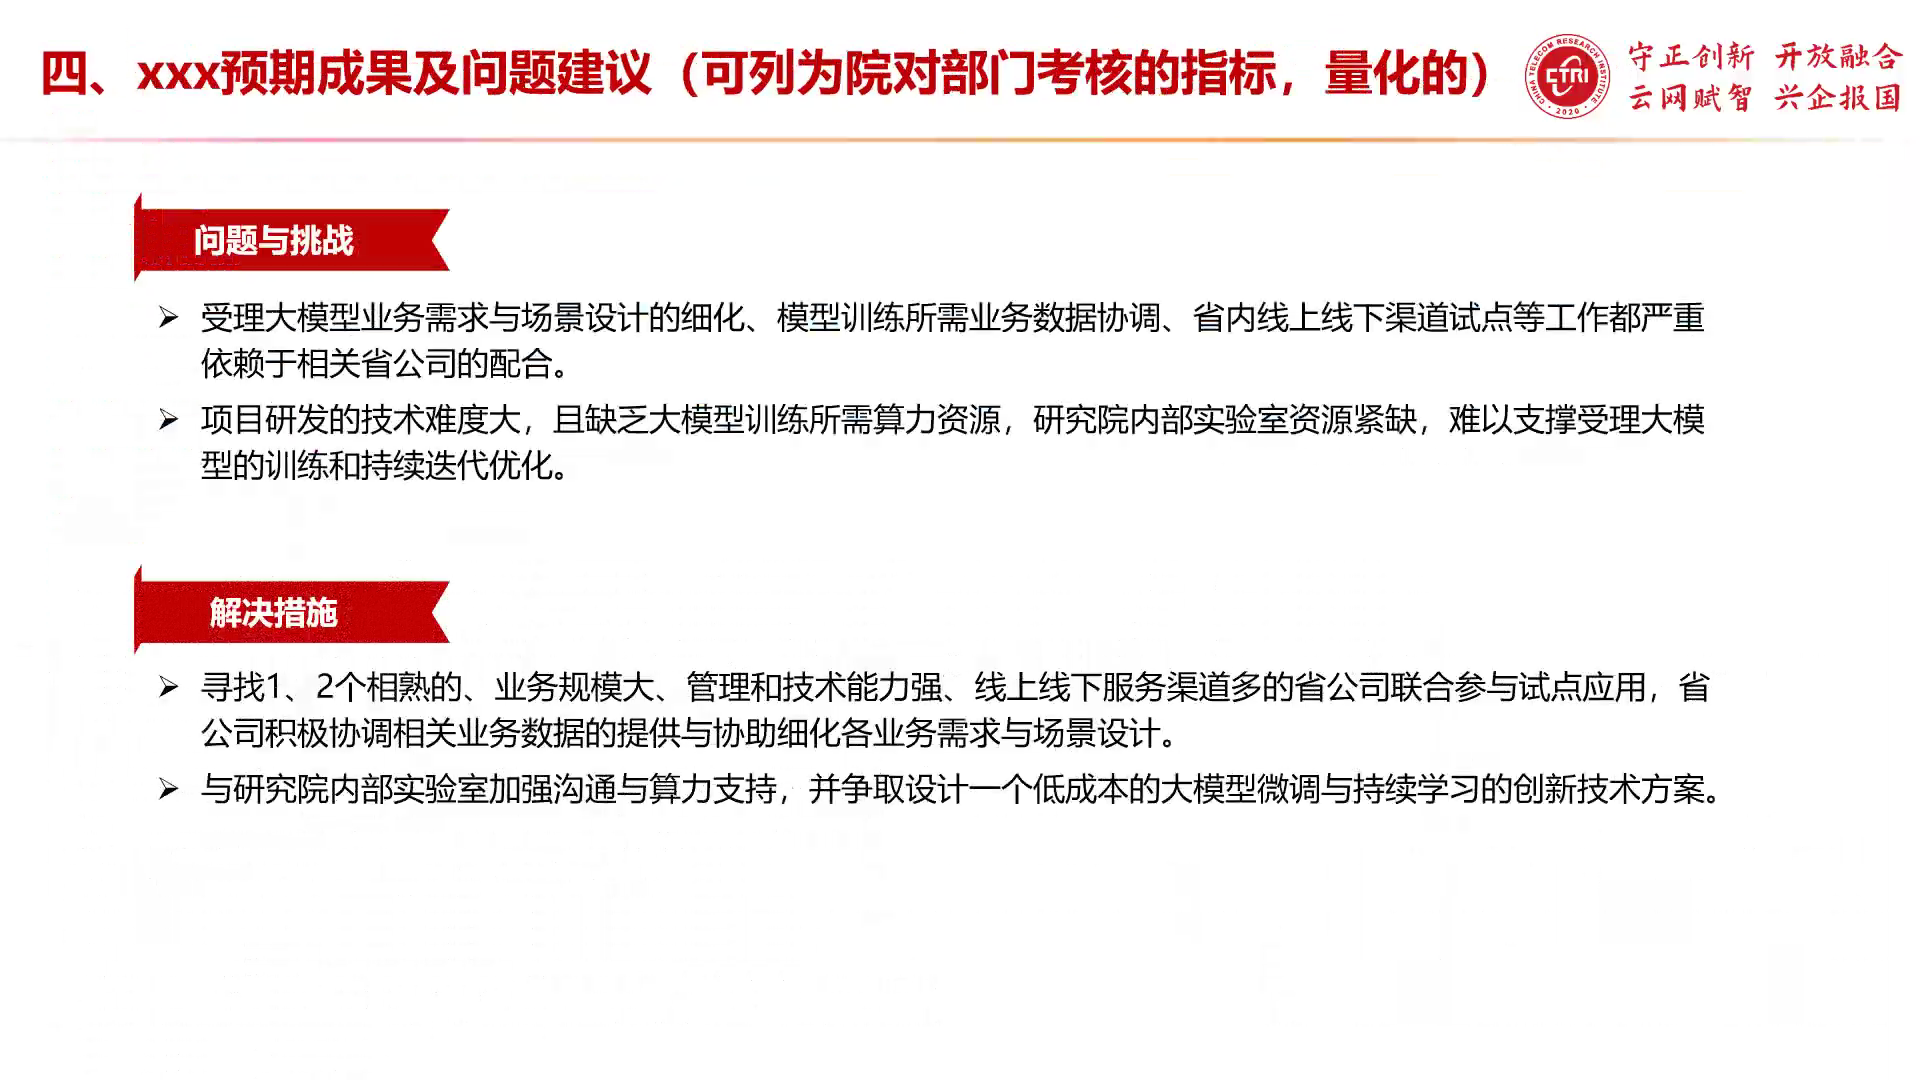 四、xxx预期成果及问题建议（可列为院对部门考核的指标，量化的）
CHINA TELECOM RESEARCH INSTITUTE
CTRI
2020
守正创新 开放融合
云网赋智 兴企报国
问题与挑战
➢ 受理大模型业务需求与场景设计的细化、模型训练所需业务数据协调、省内线上线下渠道试点等工作都严重
依赖于相关省公司的配合。
➢ 项目研发的技术难度大，且缺乏大模型训练所需算力资源，研究院内部实验室资源紧缺，难以支撑受理大模
型的训练和持续迭代优化。
解决措施
➢ 寻找1、2个相熟的、业务规模大、管理和技术能力强、线上线下服务渠道多的省公司联合参与试点应用，省
公司积极协调相关业务数据的提供与协助细化各业务需求与场景设计。
➢ 与研究院内部实验室加强沟通与算力支持，并争取设计一个低成本的大模型微调与持续学习的创新技术方案。